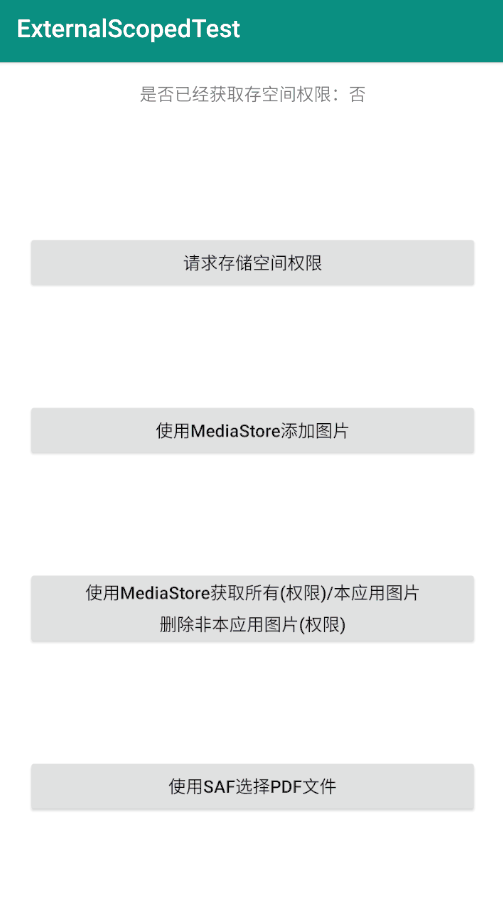 ExternalScopedTest
是否已经获取存空间权限：否
请求存储空间权限
使用MediaStore添加图片
使用MediaStore获取所有(权限)/本应用图片
删除非本应用图片(权限)
使用SAF选择PDF文件